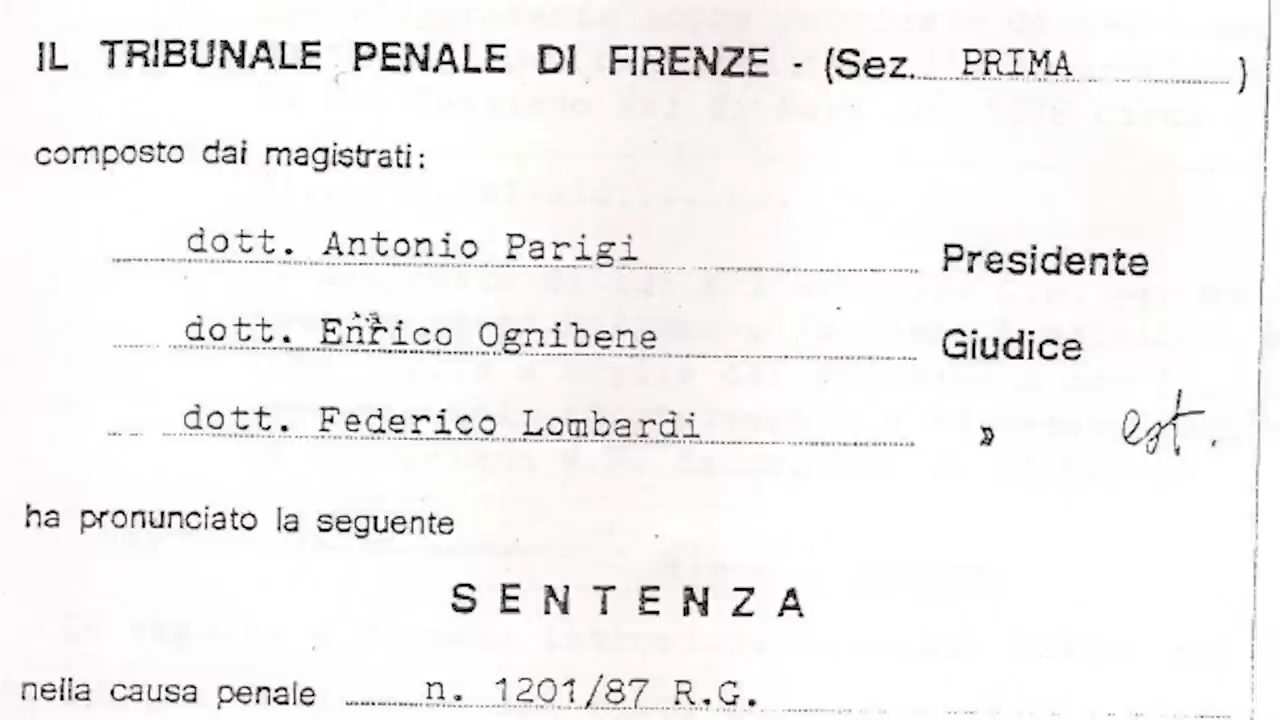 IL TRIBUNALE PENALE DI FIRENZE - (Sez. PRIMA )
composto dai magistrati:
dott. Antonio Parigi Presidente
dott. Enrico Ognibene Giudice
dott. Federico Lombardi » est.
ha pronunciato la seguente
SENTENZA
nella causa penale n. 1201/87 R.G.